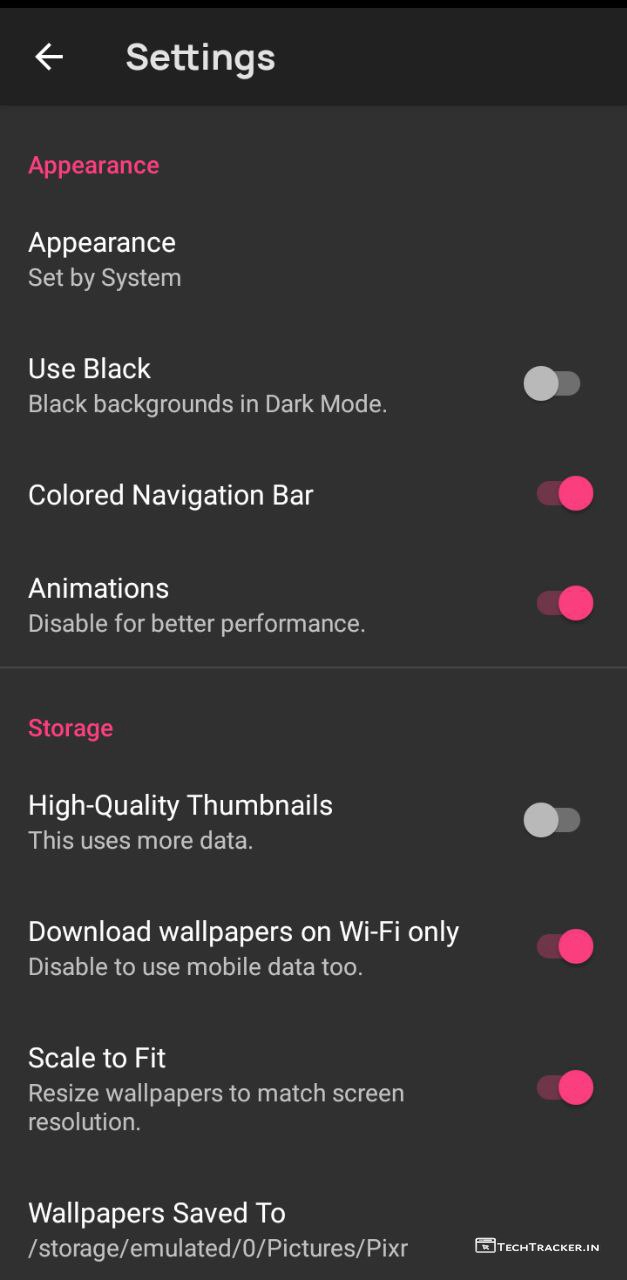 Settings
Appearance
Appearance
Set by System
Use Black
Black backgrounds in Dark Mode.
Colored Navigation Bar
Animations
Disable for better performance.
Storage
High-Quality Thumbnails
This uses more data.
Download wallpapers on Wi-Fi only
Disable to use mobile data too.
Scale to Fit
Resize wallpapers to match screen
resolution.
Wallpapers Saved To
/storage/emulated/0/Pictures/Pixr
TECHTRACKER.IN